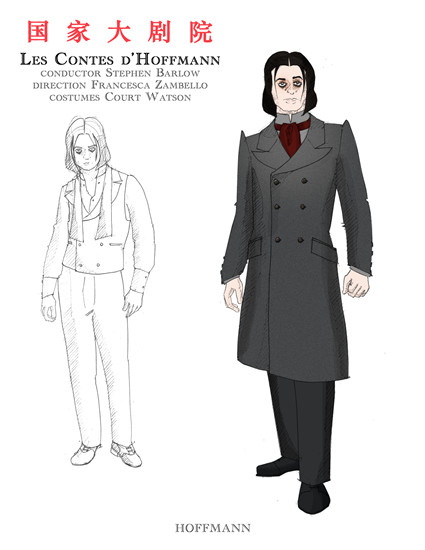 国家大剧院
Les Contes d'Hoffmann
conductor Stephen Barlow
direction Francesca Zambello
costumes Court Watson
HOFFMANN